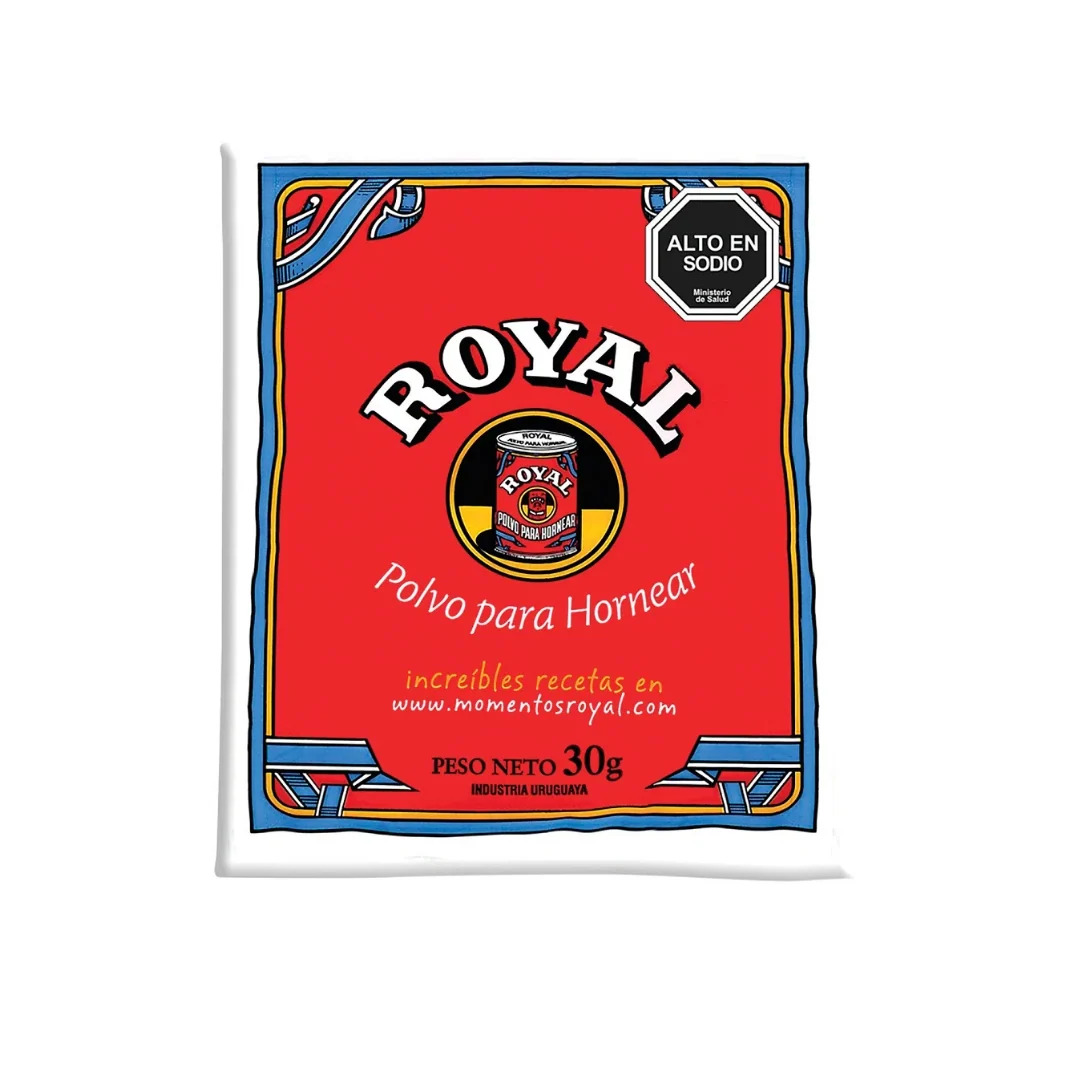 ALTO EN
SODIO
Ministerio
de Salud
ROYAL
ROYAL
POLVO PARA HORNEAR
ROYAL
POLVO PARA HORNEAR
Polvo para Hornear
increíbles recetas en
www.momentosroyal.com
PESO NETO 30g
INDUSTRIA URUGUAYA